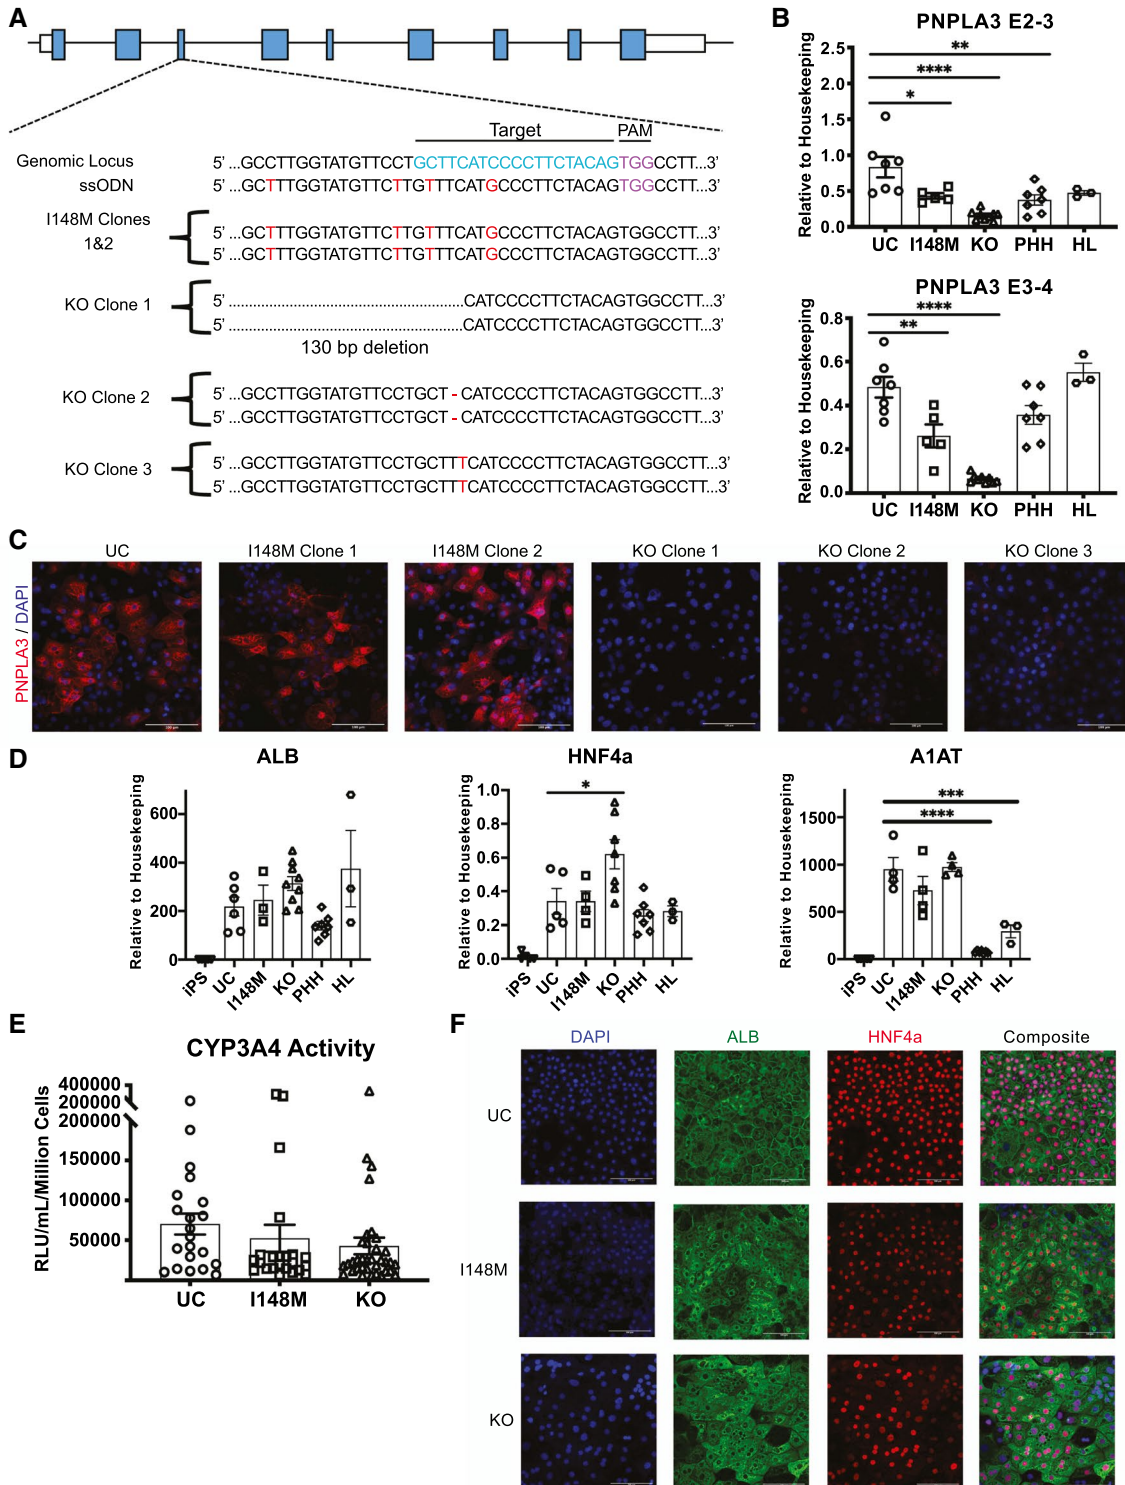 A
Target
PAM
Genomic Locus
5' ...GCCTTGGTATGTTCCTGCTTCATCCCCTTCTACAGTGGCCTT...3'
ssODN
5' ...GCTTTGGTATGTTCTTGTTTCATGCCCTTCTACAGTGGCCTT...3'
I148M Clones
1&2
5' ...GCTTTGGTATGTTCTTGTTTCATGCCCTTCTACAGTGGCCTT...3'
5' ...GCTTTGGTATGTTCTTGTTTCATGCCCTTCTACAGTGGCCTT...3'
KO Clone 1
5' ................................................CATCCCCTTCTACAGTGGCCTT...3'
5' ................................................CATCCCCTTCTACAGTGGCCTT...3'
130 bp deletion
KO Clone 2
5' ...GCCTTGGTATGTTCCTGCT - CATCCCCTTCTACAGTGGCCTT...3'
5' ...GCCTTGGTATGTTCCTGCT - CATCCCCTTCTACAGTGGCCTT...3'
KO Clone 3
5' ...GCCTTGGTATGTTCCTGCTTTCATCCCCTTCTACAGTGGCCTT...3'
5' ...GCCTTGGTATGTTCCTGCTTTCATCCCCTTCTACAGTGGCCTT...3'
B
PNPLA3 E2-3
Relative to Housekeeping
2.5
2.0
1.5
1.0
0.5
0.0
**
****
*
UC I148M KO PHH HL
PNPLA3 E3-4
Relative to Housekeeping
0.8
0.6
0.4
0.2
0.0
****
**
UC I148M KO PHH HL
C
UC I148M Clone 1 I148M Clone 2 KO Clone 1 KO Clone 2 KO Clone 3
PNPLA3 / DAPI
D
ALB
Relative to Housekeeping
600
400
200
0
iPS UC I148M KO PHH HL
HNF4a
Relative to Housekeeping
1.0
0.8
0.6
0.4
0.2
0.0
*
iPS UC I148M KO PHH HL
A1AT
Relative to Housekeeping
1500
1000
500
0
***
****
iPS UC I148M KO PHH HL
E
CYP3A4 Activity
RLU/mL/Million Cells
400000
200000
200000
150000
100000
50000
UC I148M KO
F
DAPI ALB HNF4a Composite
UC
I148M
KO